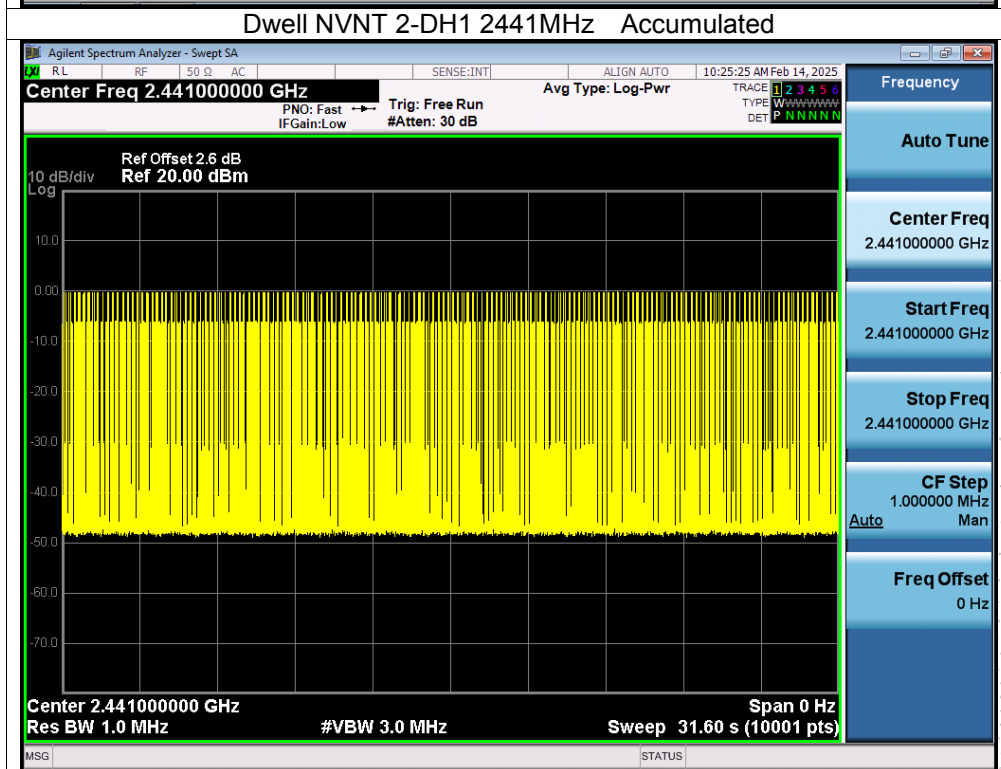 Dwell NVNT 2-DH1 2441MHz Accumulated
Agilent Spectrum Analyzer - Swept SA
LXI RL RF 50 Ω AC SENSE:INT ALIGN AUTO 10:25:25 AM Feb 14, 2025
Center Freq 2.441000000 GHz Avg Type: Log-Pwr TRACE 1 2 3 4 5 6
PNO: Fast Trig: Free Run TYPE WWWWWW
IFGain:Low #Atten: 30 dB DET P N N N N N
Frequency
Auto Tune
Center Freq
2.441000000 GHz
Start Freq
2.441000000 GHz
Stop Freq
2.441000000 GHz
CF Step
1.000000 MHz
Auto Man
Freq Offset
0 Hz
Ref Offset 2.6 dB
10 dB/div Ref 20.00 dBm
Log
10.0
0.00
-10.0
-20.0
-30.0
-40.0
-50.0
-60.0
-70.0
Center 2.441000000 GHz Span 0 Hz
Res BW 1.0 MHz #VBW 3.0 MHz Sweep 31.60 s (10001 pts)
MSG STATUS